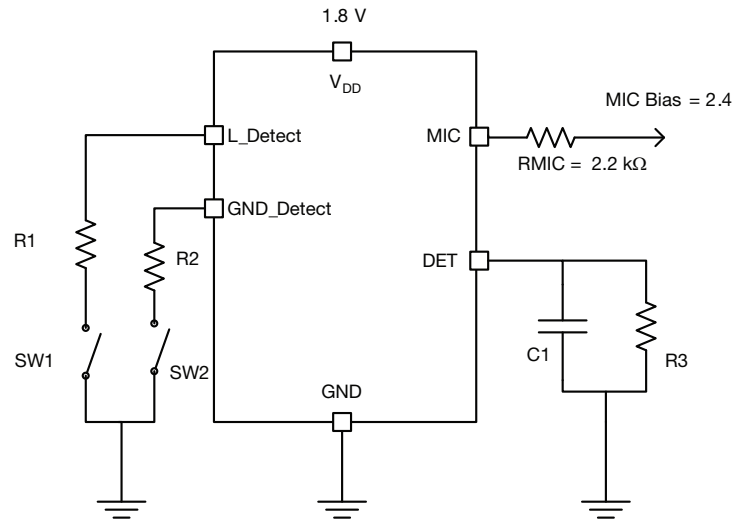 1.8 V
VDD
MIC Bias = 2.4
L_Detect
MIC
RMIC = 2.2 kΩ
GND_Detect
R1
R2
DET
SW1
SW2
C1
R3
GND